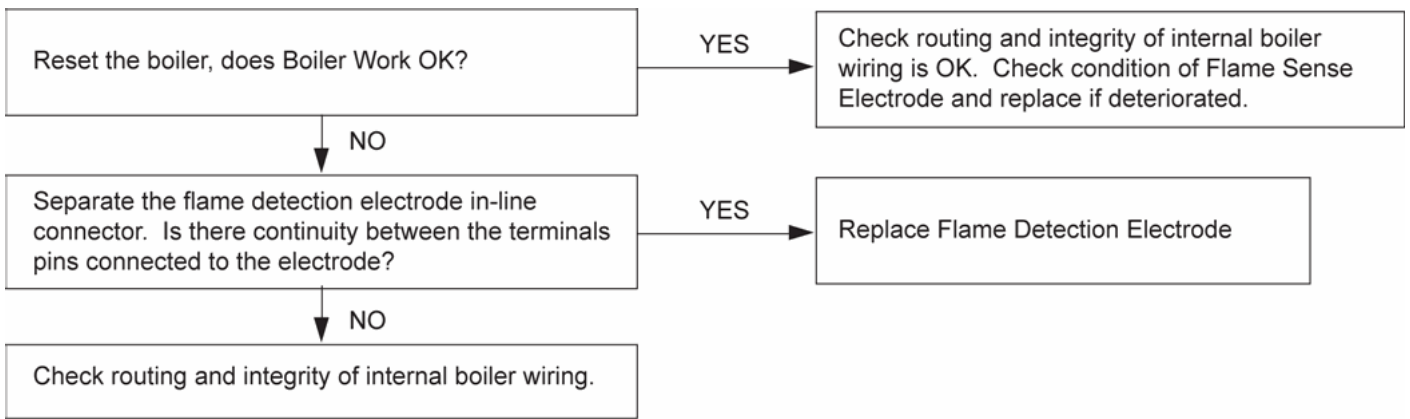 Reset the boiler, does Boiler Work OK?
YES
Check routing and integrity of internal boiler
wiring is OK.  Check condition of Flame Sense
Electrode and replace if deteriorated.
NO
Separate the flame detection electrode in-line
connector.  Is there continuity between the terminals
pins connected to the electrode?
YES
Replace Flame Detection Electrode
NO
Check routing and integrity of internal boiler wiring.